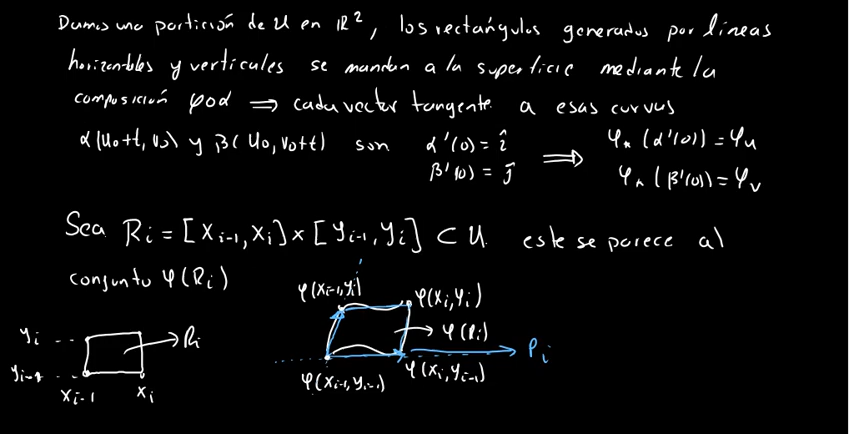 Damos una partición de U en ℝ², los rectángulos generados por líneas
horizontales y verticales se mandan a la superficie mediante la
composición φ∘α ⟹ cada vector tangente a esas curvas
α(u₀+t, v₀) y β(u₀, v₀+t) son α'(0) = î ⟹ φ⁎(α'(0)) = φᵤ
β'(0) = ĵ φ⁎(β'(0)) = φᵥ
Sea Rᵢ = [xᵢ₋₁, xᵢ] × [yᵢ₋₁, yᵢ] ⊂ U este se parece al
conjunto φ(Rᵢ)
φ(xᵢ₋₁, yᵢ) φ(xᵢ, yᵢ)
yᵢ Rᵢ φ(Rᵢ)
Pᵢ
yᵢ₋₁ φ(xᵢ₋₁, yᵢ₋₁) φ(xᵢ, yᵢ₋₁)
xᵢ₋₁ xᵢ